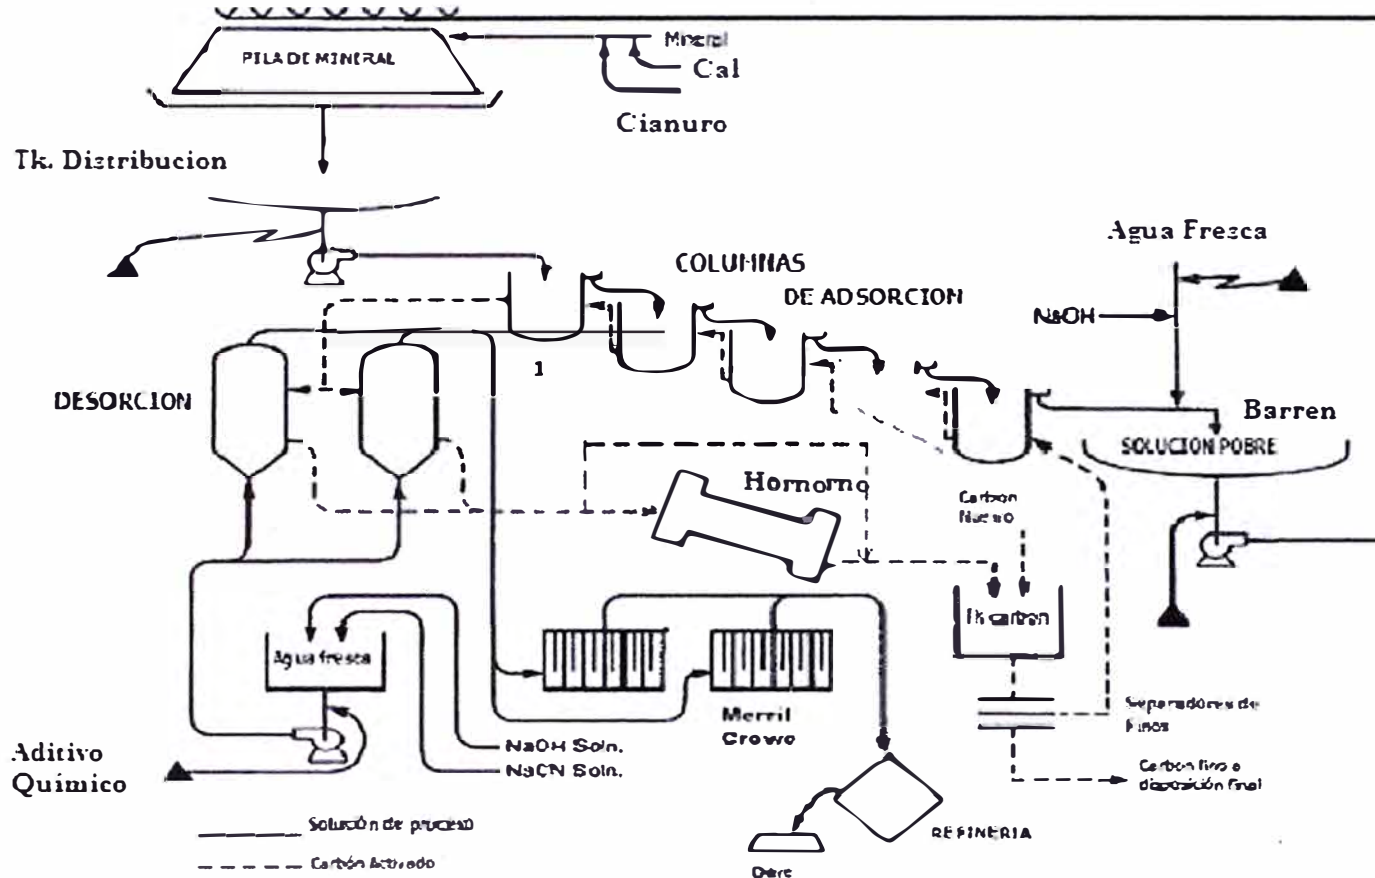 PILA DE MINERAL
Mineral
Cal
Cianuro
Tk. Distribucion
Agua Fresca
COLUMNAS
DE ADSORCION
NaOH
1
DESORCION
Barren
SOLUCION POBRE
Hornorno
Carbon
Nuevo
Tk carbon
Agua fresca
Merril
Crowe
Separadores de
Finos
NaOH Soln.
NaCN Soln.
Aditivo
Químico
Carbon fino a
disposición final
Solución de proceso
Carbón Activado
REFINERIA
Dore